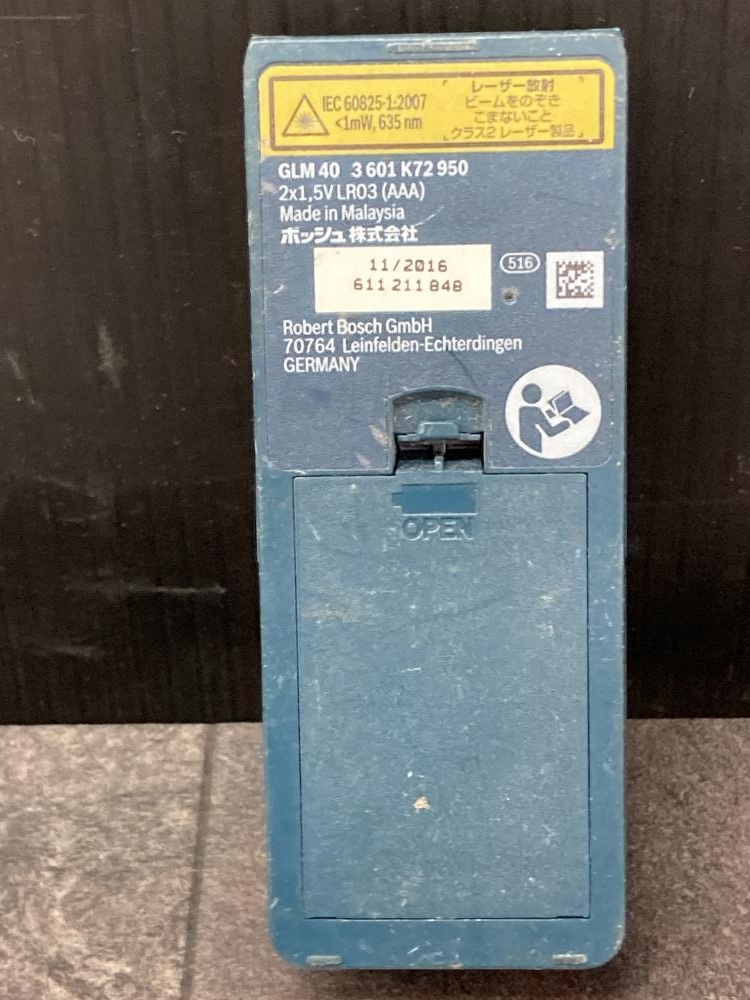 IEC 60825-1:2007
<1mW, 635 nm
レーザー放射
ビームをのぞき
こまないこと
クラス2 レーザー製品
GLM 40 3 601 K72 950
2x1,5V LR03 (AAA)
Made in Malaysia
ボッシュ株式会社
11/2016
611 211 848
516
Robert Bosch GmbH
70764 Leinfelden-Echterdingen
GERMANY
OPEN